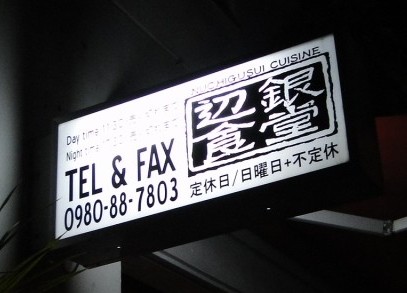 NUCHIGUSUI CUISINE
Day time
Night time
銀堂
辺食
TEL & FAX
0980-88-7803
定休日/日曜日+不定休